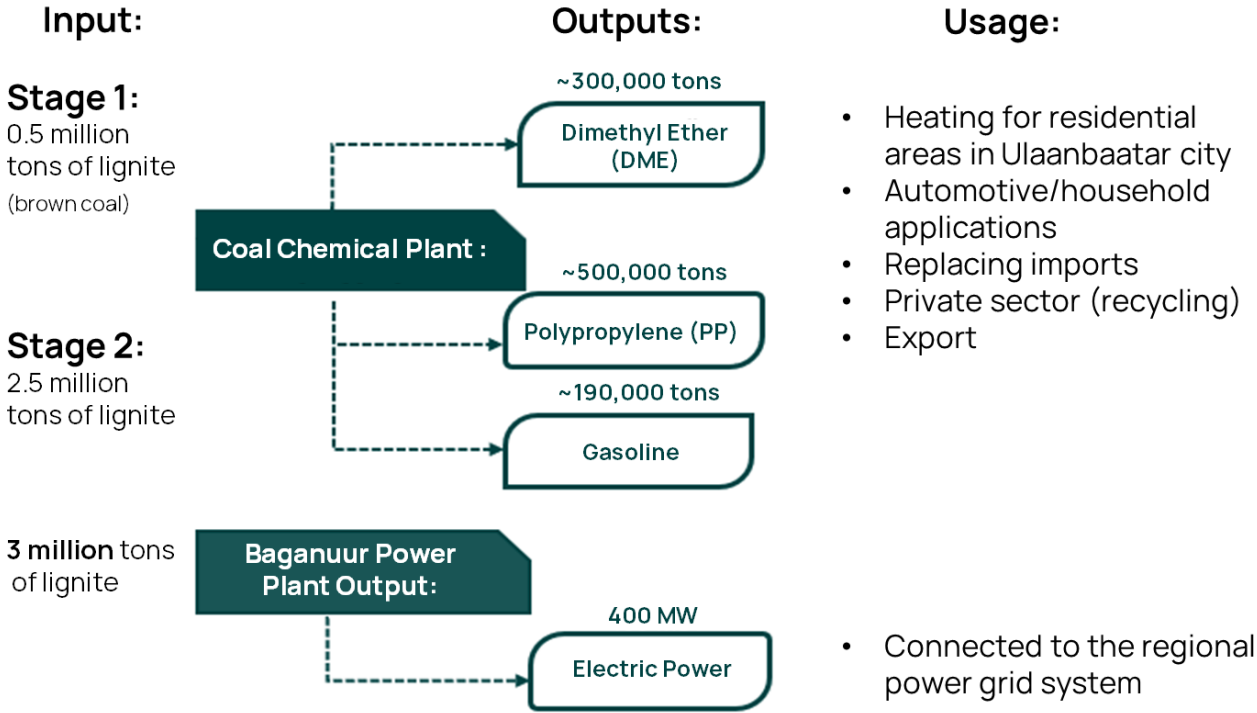 Input:
Outputs:
Usage:
Stage 1:
0.5 million
tons of lignite
(brown coal)
~300,000 tons
Dimethyl Ether
(DME)
Coal Chemical Plant :
~500,000 tons
Polypropylene (PP)
Stage 2:
2.5 million
tons of lignite
~190,000 tons
Gasoline
• Heating for residential
areas in Ulaanbaatar city
• Automotive/household
applications
• Replacing imports
• Private sector (recycling)
• Export
3 million tons
of lignite
Baganuur Power
Plant Output:
400 MW
Electric Power
• Connected to the regional
power grid system